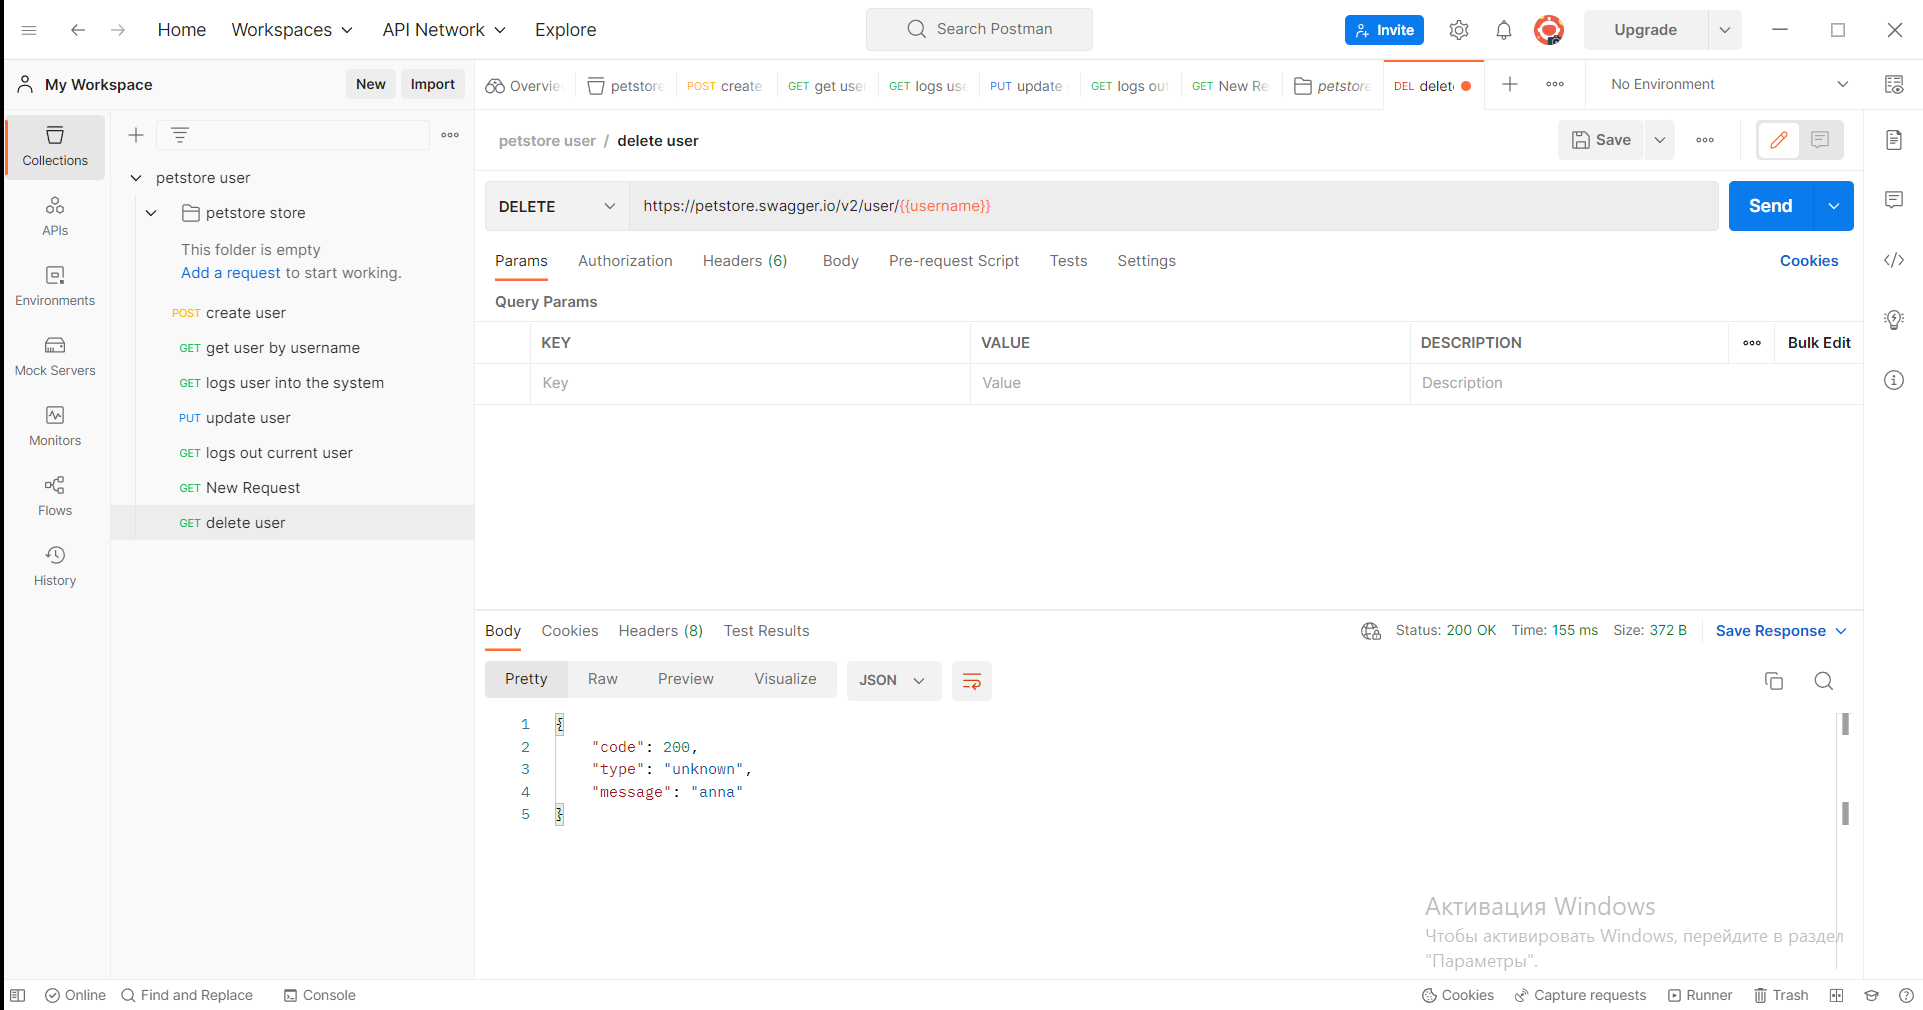 Home Workspaces API Network Explore Search Postman Invite Upgrade
My Workspace New Import Overvie petstore POST create GET get use GET logs use PUT update GET logs out GET New Re petstore DEL delet No Environment
petstore user / delete user Save
Collections
petstore user
petstore store
DELETE https://petstore.swagger.io/v2/user/{{username}} Send
APIs
This folder is empty
Add a request to start working.
Params Authorization Headers (6) Body Pre-request Script Tests Settings Cookies
Environments
Query Params
POST create user
KEY VALUE DESCRIPTION Bulk Edit
GET get user by username
Mock Servers
GET logs user into the system
Key Value Description
PUT update user
Monitors
GET logs out current user
GET New Request
Flows
GET delete user
History
Body Cookies Headers (8) Test Results Status: 200 OK Time: 155 ms Size: 372 B Save Response
Pretty Raw Preview Visualize JSON
1 {
2 "code": 200,
3 "type": "unknown",
4 "message": "anna"
5 }
Активация Windows
Чтобы активировать Windows, перейдите в раздел
"Параметры".
Online Find and Replace Console Cookies Capture requests Runner Trash